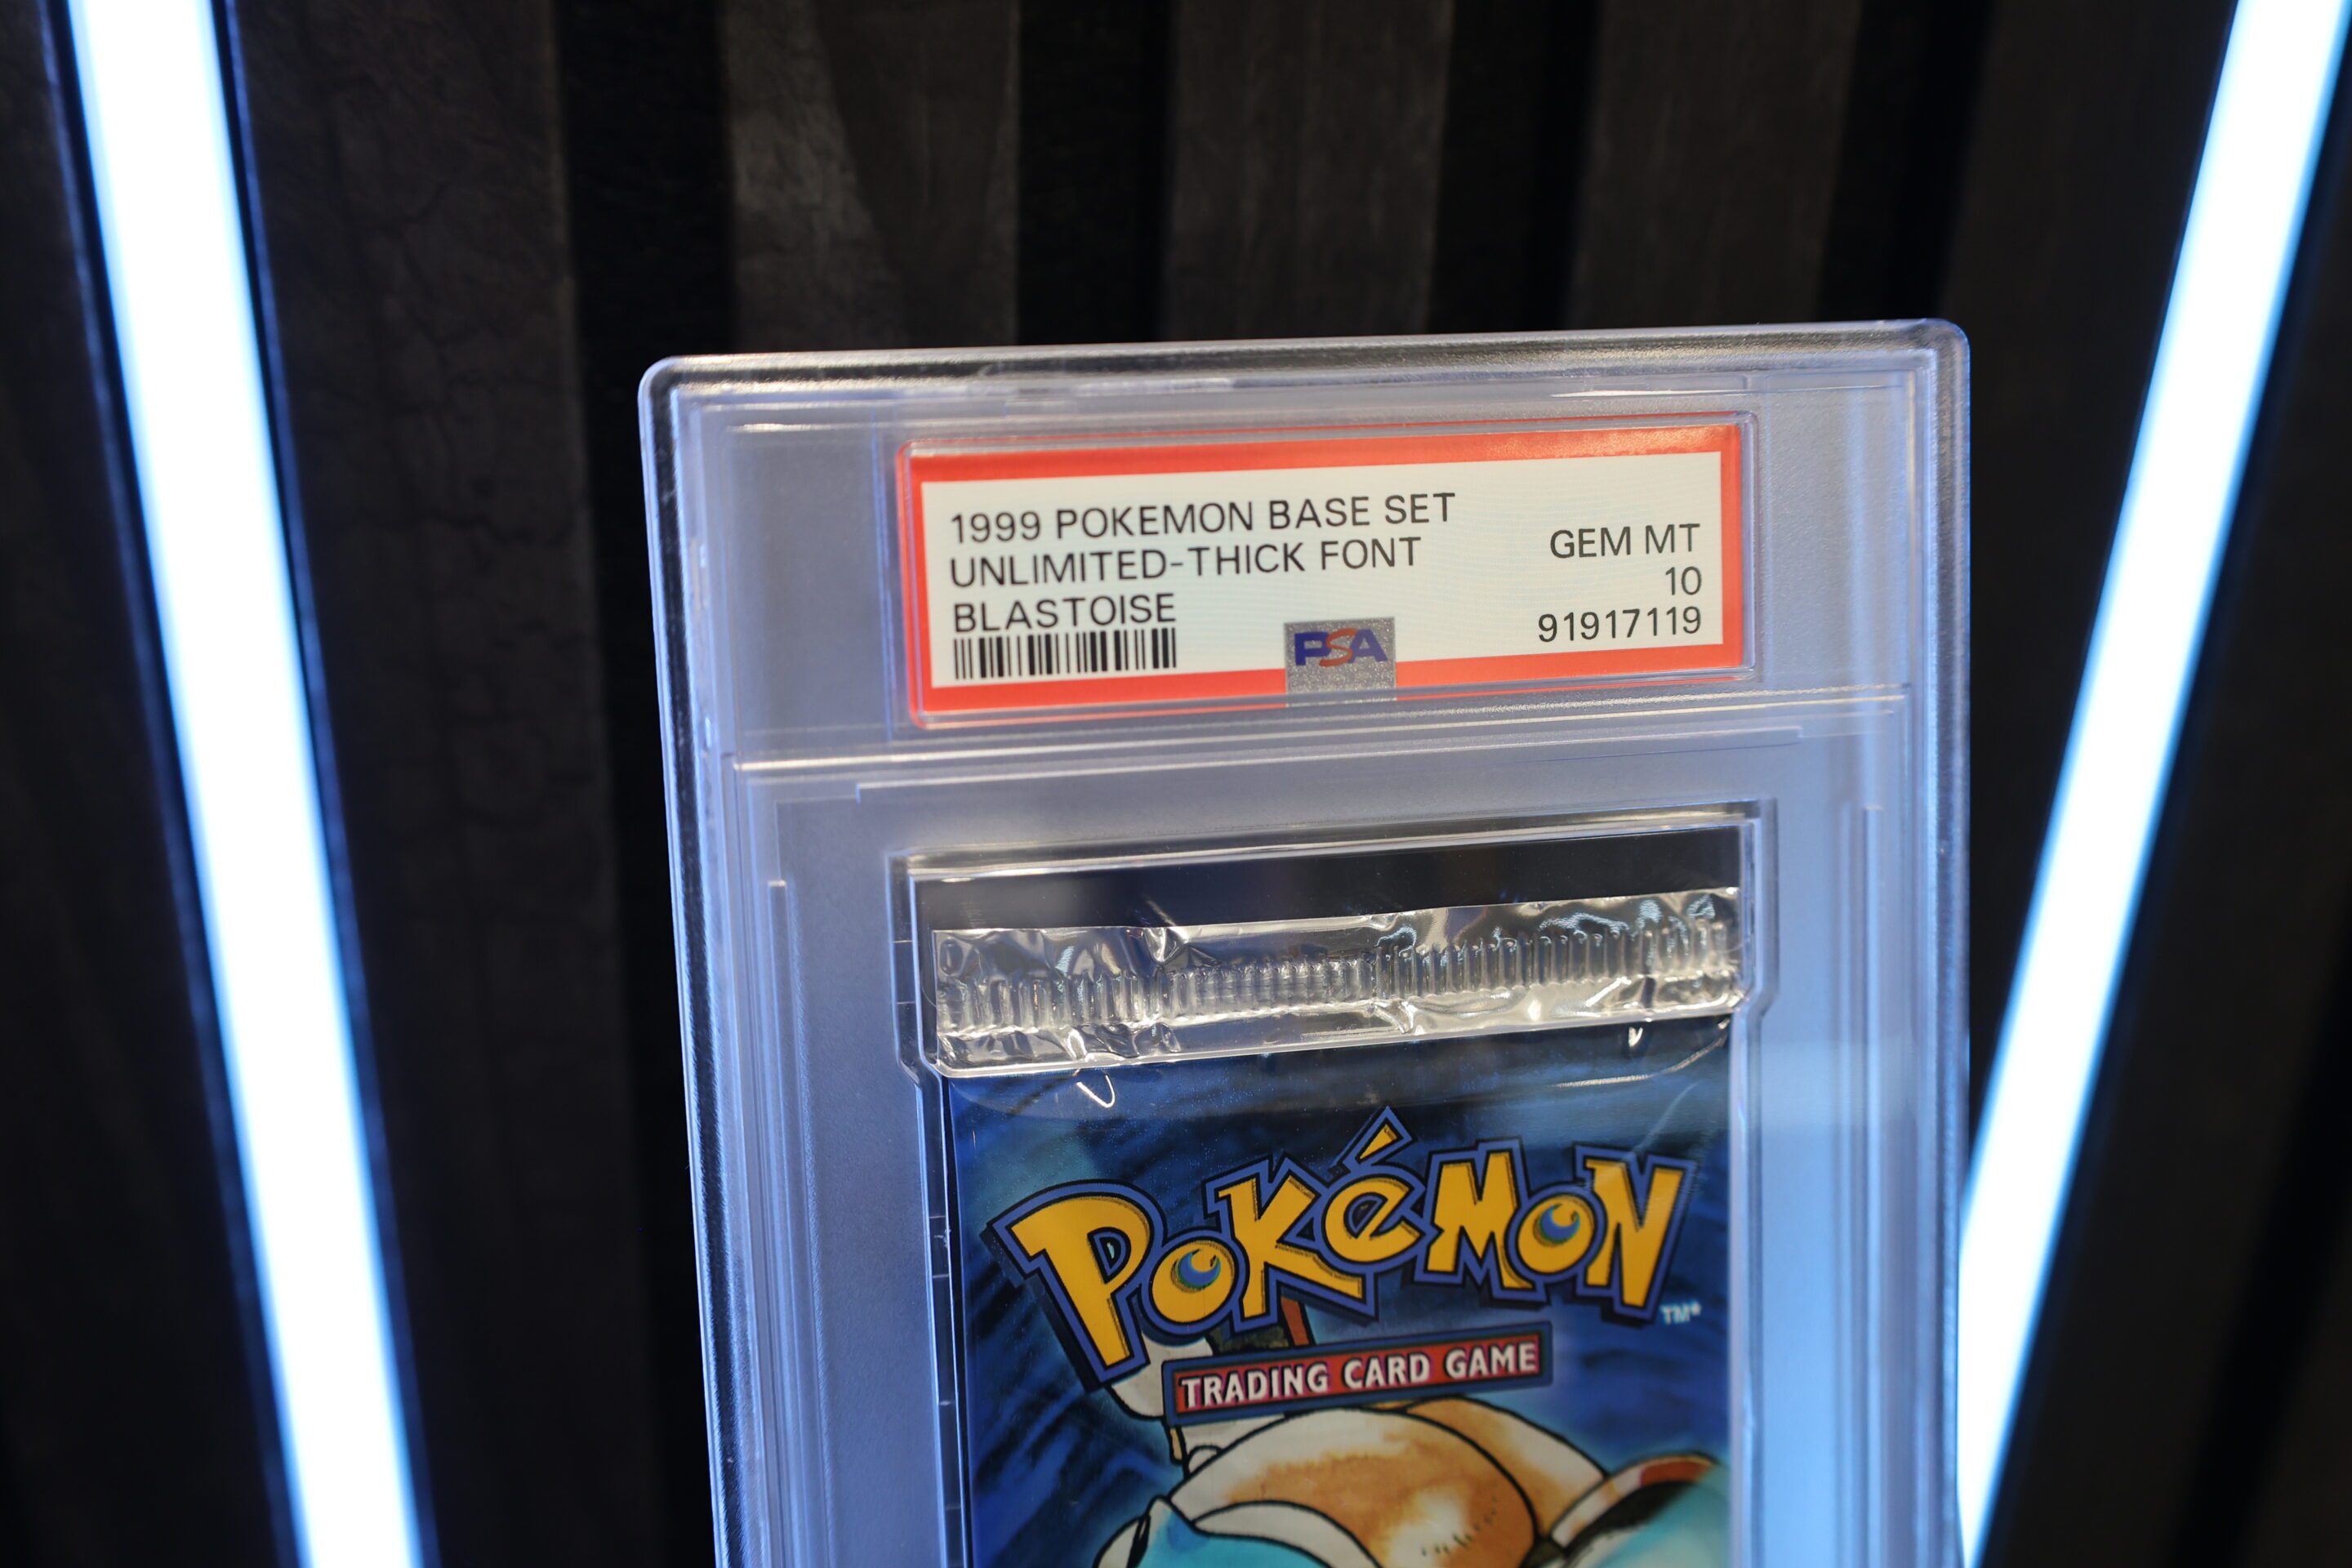 1999 POKEMON BASE SET
UNLIMITED-THICK FONT
BLASTOISE
GEM MT
10
91917119
PSA
POKéMON
TM*
TRADING CARD GAME